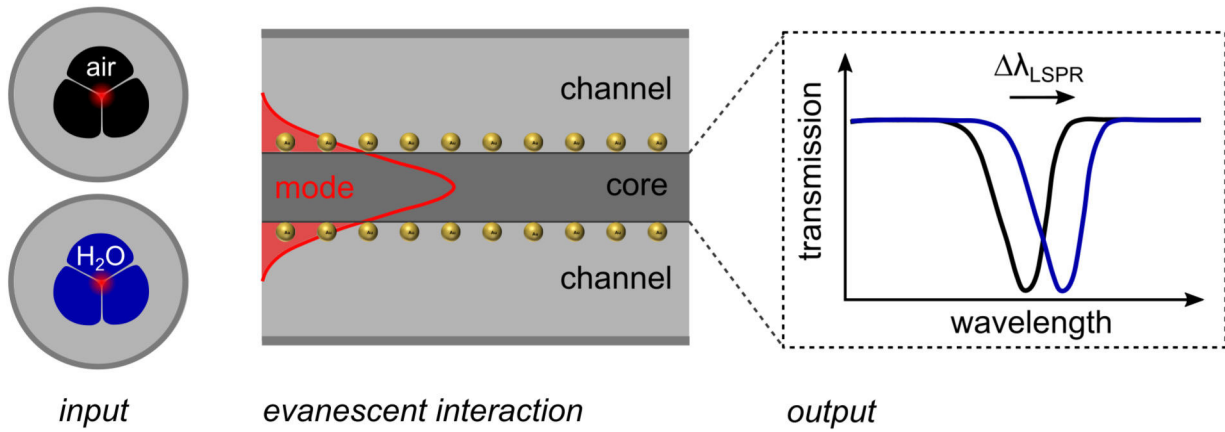 air
H₂O
input
channel
mode
core
channel
evanescent interaction
ΔλLSPR
transmission
wavelength
output